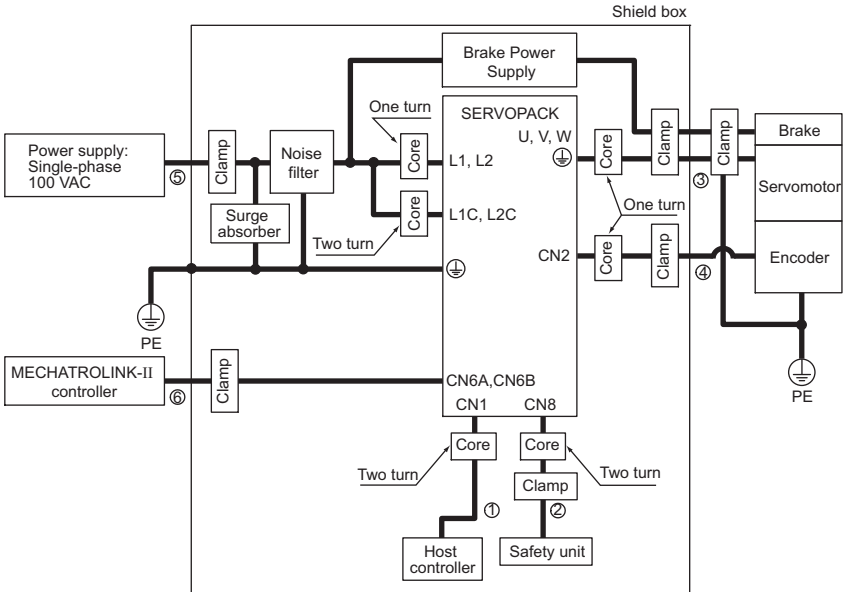 Shield box
Brake Power
Supply
One turn
SERVOPACK
U, V, W
Power supply:
Single-phase
100 VAC
⑤
Clamp
Noise
filter
Core
L1, L2
Core
Clamp
Clamp
Brake
③
Servomotor
Surge
absorber
Core
L1C, L2C
Two turn
One turn
CN2
Core
Clamp
④
Encoder
PE
MECHATROLINK-II
controller
⑥
Clamp
CN6A,CN6B
PE
CN1
CN8
Core
Core
Two turn
Two turn
Clamp
①
②
Host
controller
Safety unit